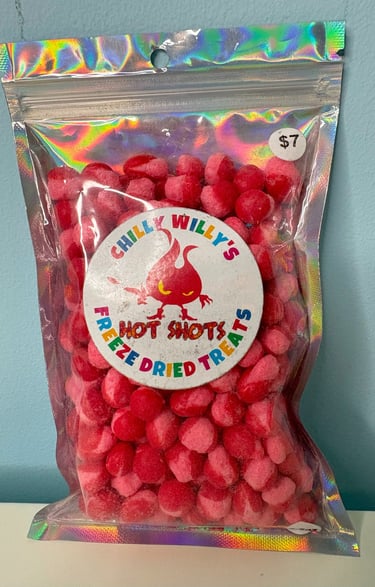 $7
CHILLY WILLY'S
HOT SHOTS
FREEZE DRIED TREATS